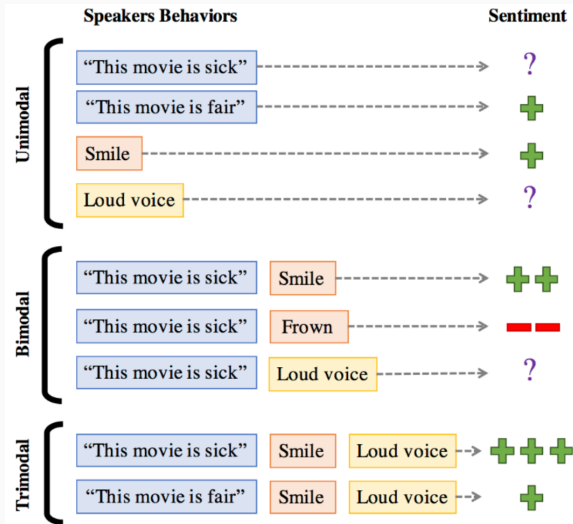 Speakers Behaviors Sentiment
Unimodal
“This movie is sick” ?
“This movie is fair”
Smile
Loud voice ?
Bimodal
“This movie is sick” Smile
“This movie is sick” Frown
“This movie is sick” Loud voice ?
Trimodal
“This movie is sick” Smile Loud voice
“This movie is fair” Smile Loud voice